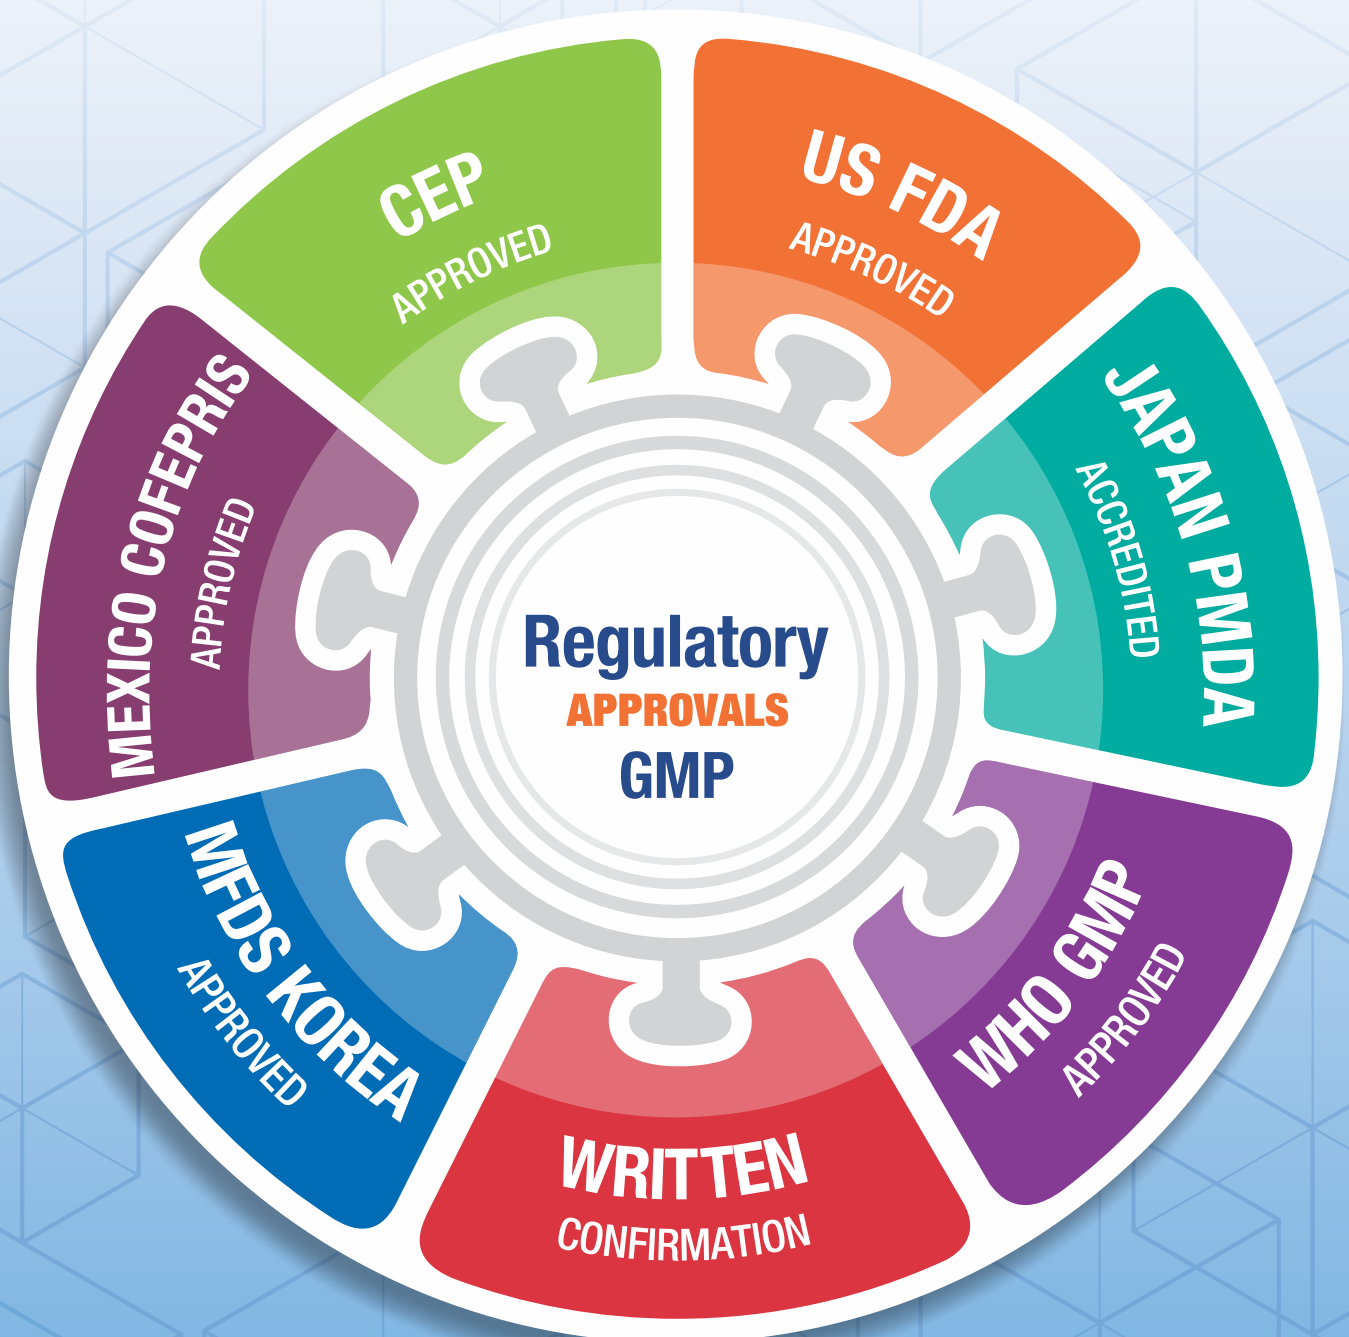 CEP
APPROVED
US FDA
APPROVED
JAPAN PMDA
ACCREDITED
WHO GMP
APPROVED
WRITTEN
CONFIRMATION
MFDS KOREA
APPROVED
MEXICO COFEPRIS
APPROVED
Regulatory
APPROVALS
GMP